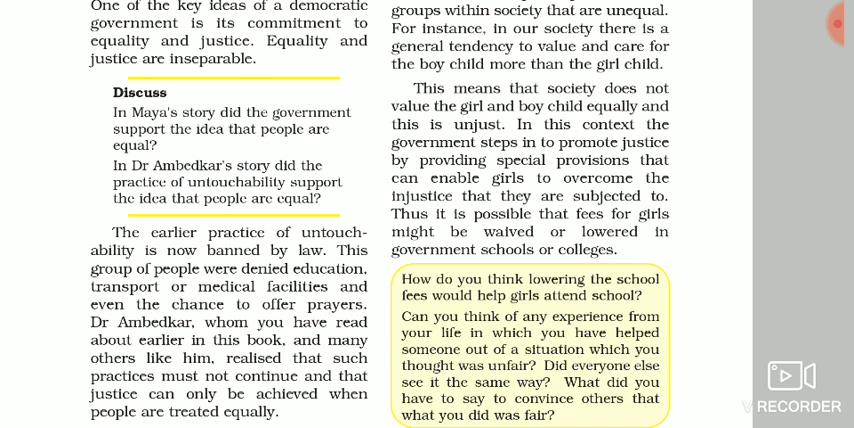 One of the key ideas of a democratic
government is its commitment to
equality and justice. Equality and
justice are inseparable.
Discuss
In Maya's story did the government
support the idea that people are
equal?
In Dr Ambedkar's story did the
practice of untouchability support
the idea that people are equal?
The earlier practice of untouch-
ability is now banned by law. This
group of people were denied education,
transport or medical facilities and
even the chance to offer prayers.
Dr Ambedkar, whom you have read
about earlier in this book, and many
others like him, realised that such
practices must not continue and that
justice can only be achieved when
people are treated equally.
groups within society that are unequal.
For instance, in our society there is a
general tendency to value and care for
the boy child more than the girl child.
This means that society does not
value the girl and boy child equally and
this is unjust. In this context the
government steps in to promote justice
by providing special provisions that
can enable girls to overcome the
injustice that they are subjected to.
Thus it is possible that fees for girls
might be waived or lowered in
government schools or colleges.
How do you think lowering the school
fees would help girls attend school?
Can you think of any experience from
your life in which you have helped
someone out of a situation which you
thought was unfair? Did everyone else
see it the same way? What did you
have to say to convince others that
what you did was fair?
V RECORDER